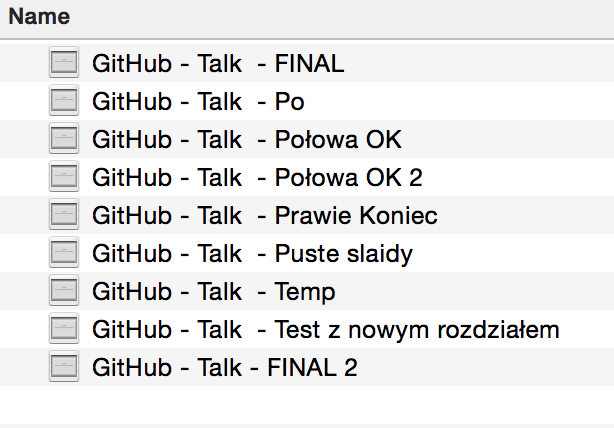 Name
GitHub - Talk  - FINAL
GitHub - Talk  - Po
GitHub - Talk  - Połowa OK
GitHub - Talk  - Połowa OK 2
GitHub - Talk  - Prawie Koniec
GitHub - Talk  - Puste slaidy
GitHub - Talk  - Temp
GitHub - Talk  - Test z nowym rozdziałem
GitHub - Talk - FINAL 2